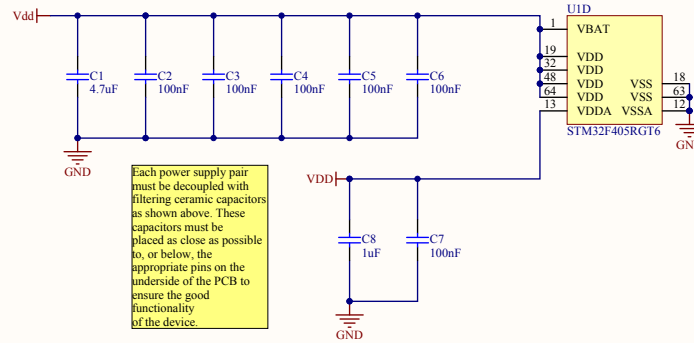 Vdd
C1
4.7uF
C2
100nF
C3
100nF
C4
100nF
C5
100nF
C6
100nF
GND
U1D
1
VBAT
19
VDD
32
VDD
48
VDD
VSS
18
64
VDD
VSS
63
13
VDDA
VSSA
12
STM32F405RGT6
GND
Each power supply pair
must be decoupled with
filtering ceramic capacitors
as shown above. These
capacitors must be
placed as close as possible
to, or below, the
appropriate pins on the
underside of the PCB to
ensure the good
functionality
of the device.
VDD
C8
1uF
C7
100nF
GND